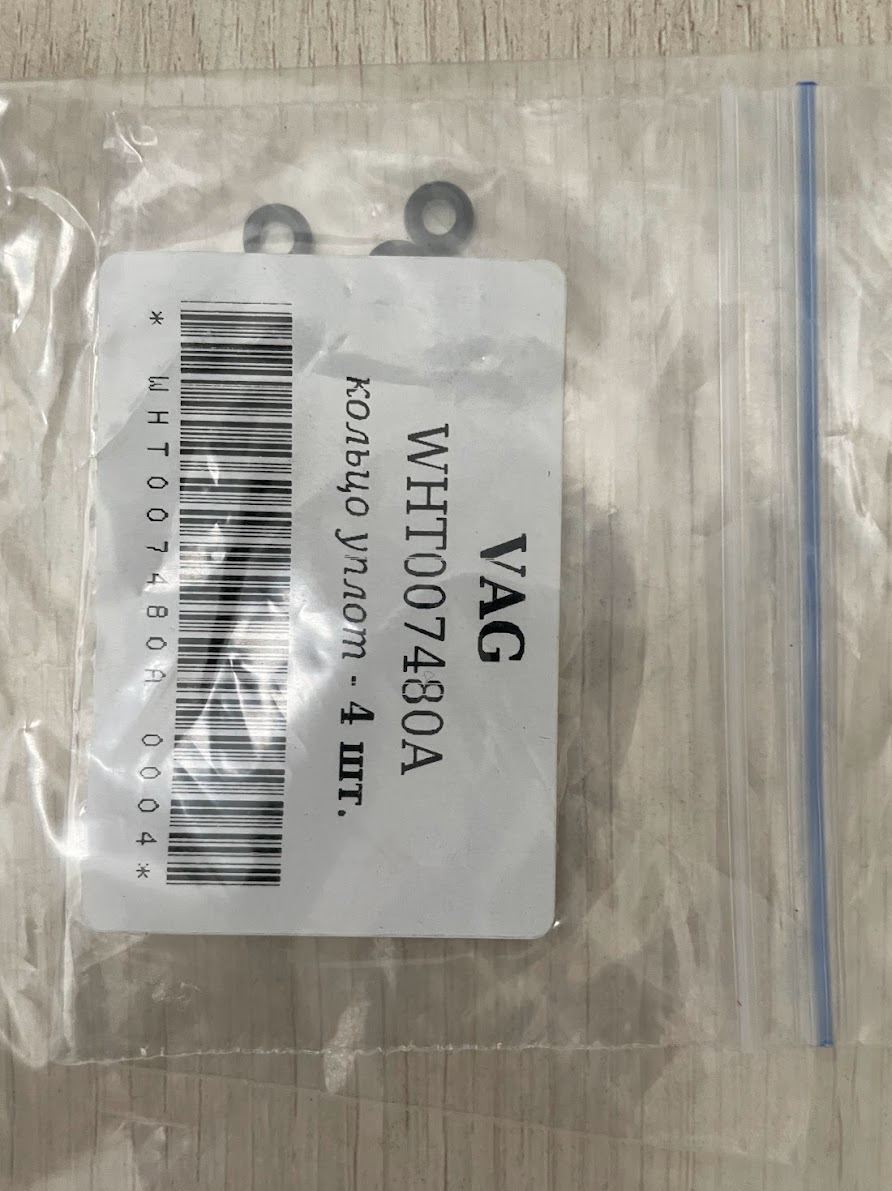 VAG
WHT007480A
кольцо уплот - 4 шт.
* WHT007480A 0004*